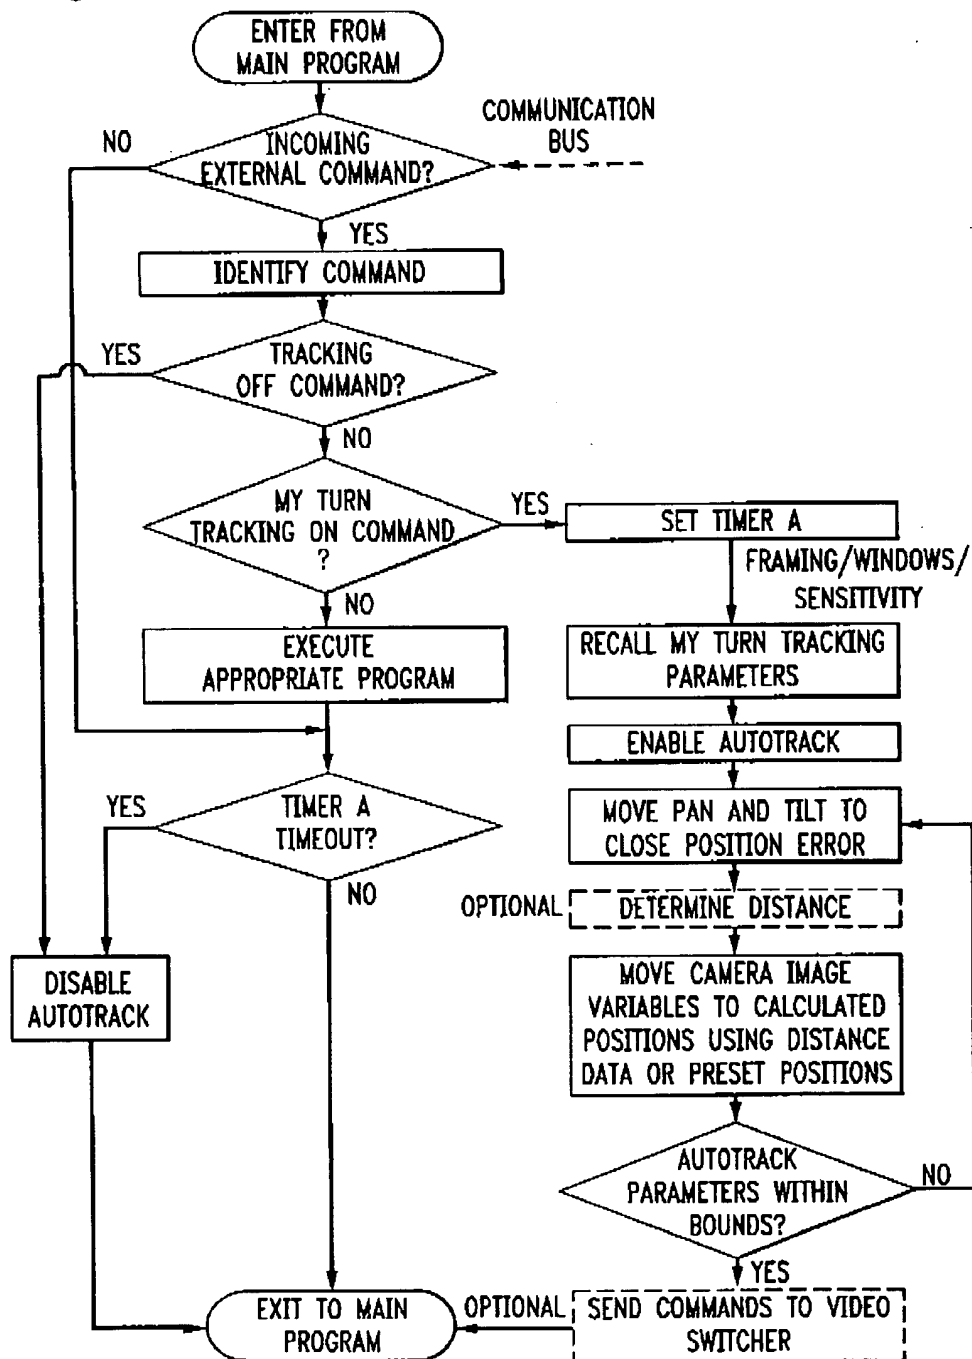 ENTER FROM
MAIN PROGRAM
COMMUNICATION
BUS
NO
INCOMING
EXTERNAL COMMAND?
YES
IDENTIFY COMMAND
YES
TRACKING
OFF COMMAND?
NO
MY TURN
TRACKING ON COMMAND
?
YES
SET TIMER A
FRAMING/WINDOWS/
SENSITIVITY
NO
EXECUTE
APPROPRIATE PROGRAM
RECALL MY TURN TRACKING
PARAMETERS
ENABLE AUTOTRACK
YES
TIMER A
TIMEOUT?
NO
MOVE PAN AND TILT TO
CLOSE POSITION ERROR
OPTIONAL
DETERMINE DISTANCE
DISABLE
AUTOTRACK
MOVE CAMERA IMAGE
VARIABLES TO CALCULATED
POSITIONS USING DISTANCE
DATA OR PRESET POSITIONS
AUTOTRACK
PARAMETERS WITHIN
BOUNDS?
NO
YES
EXIT TO MAIN
PROGRAM
OPTIONAL
SEND COMMANDS TO VIDEO
SWITCHER